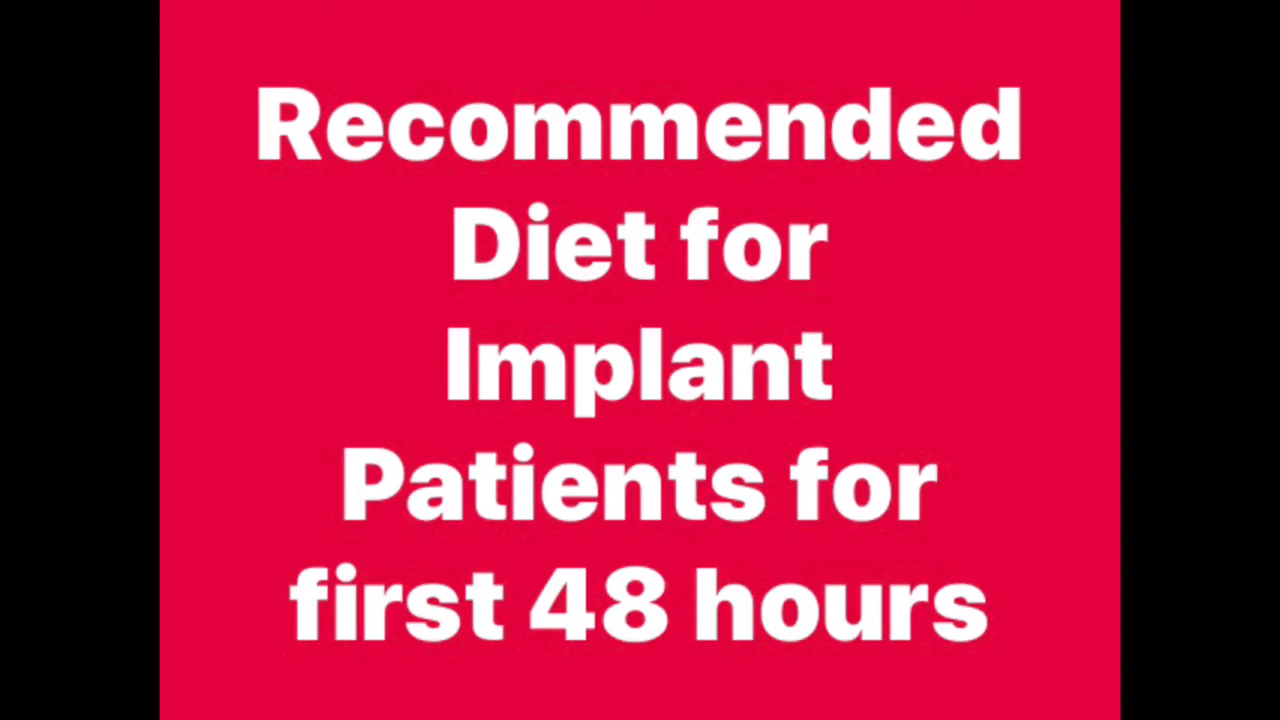 Recommended
Diet for
Implant
Patients for
first 48 hours